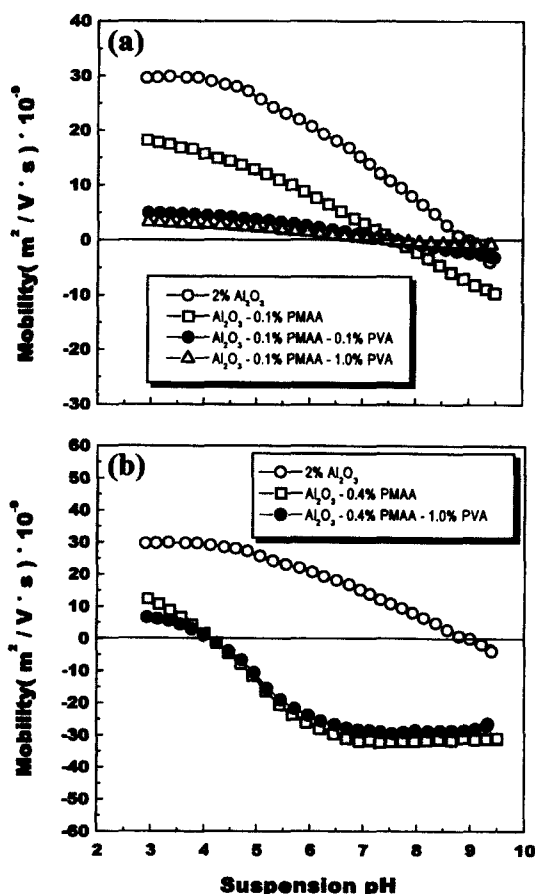 (a)
40
30
20
10
0
-10
-20
-30
Mobility( m² / V · s ) · 10⁻⁹
2% Al₂O₃
Al₂O₃ - 0.1% PMAA
Al₂O₃ - 0.1% PMAA - 0.1% PVA
Al₂O₃ - 0.1% PMAA - 1.0% PVA
(b)
60
50
40
30
20
10
0
-10
-20
-30
-40
-50
-60
Mobility( m² / V · s ) · 10⁻⁹
2% Al₂O₃
Al₂O₃ - 0.4% PMAA
Al₂O₃ - 0.4% PMAA - 1.0% PVA
2 3 4 5 6 7 8 9 10
Suspension pH